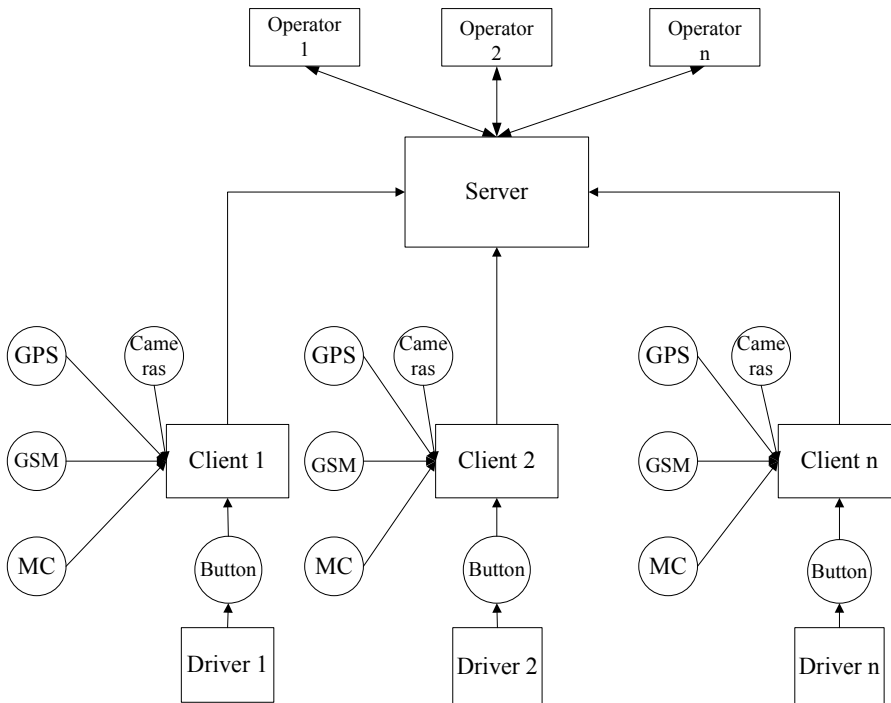 Operator
1
Operator
2
Operator
n
Server
GPS
Came
ras
GPS
Came
ras
GPS
Came
ras
GSM
Client 1
GSM
Client 2
GSM
Client n
MC
Button
MC
Button
MC
Button
Driver 1
Driver 2
Driver n